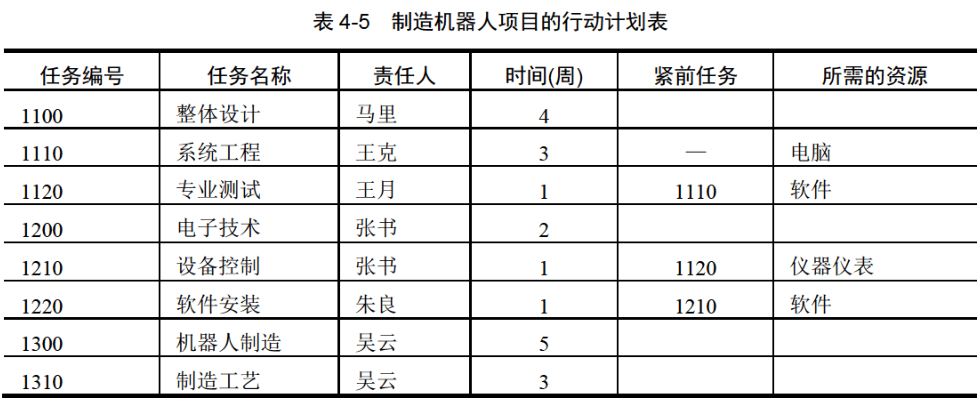 表 4-5 制造机器人项目的行动计划表
任务编号 任务名称 责任人 时间(周) 紧前任务 所需的资源
1100 整体设计 马里 4
1110 系统工程 王克 3 — 电脑
1120 专业测试 王月 1 1110 软件
1200 电子技术 张书 2
1210 设备控制 张书 1 1120 仪器仪表
1220 软件安装 朱良 1 1210 软件
1300 机器人制造 吴云 5
1310 制造工艺 吴云 3